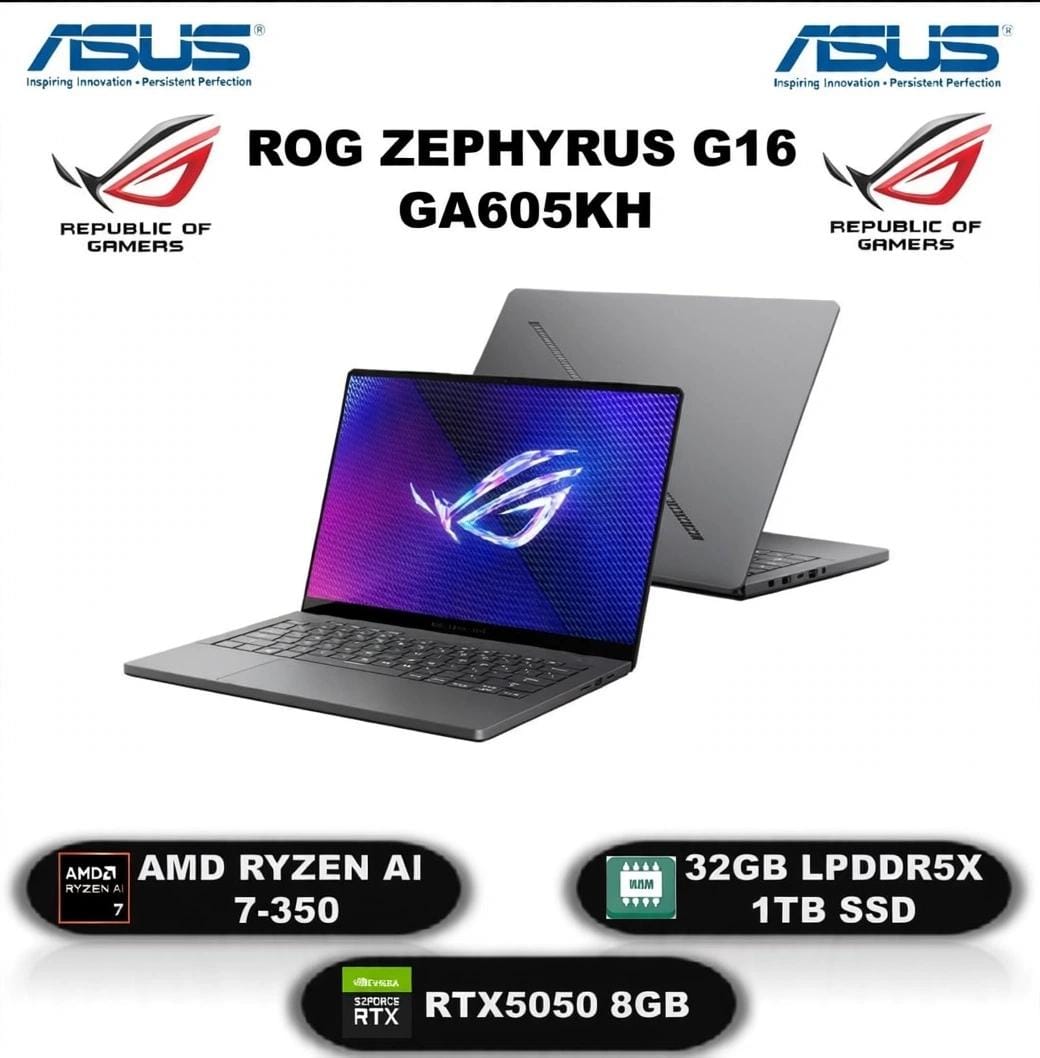 ASUS®
Inspiring Innovation • Persistent Perfection
ASUS®
Inspiring Innovation • Persistent Perfection
REPUBLIC OF
GAMERS
ROG ZEPHYRUS G16
GA605KH
REPUBLIC OF
GAMERS
AMD
RYZEN AI
7
AMD RYZEN AI
7-350
32GB LPDDR5X
1TB SSD
S2FORCE
RTX
RTX5050 8GB